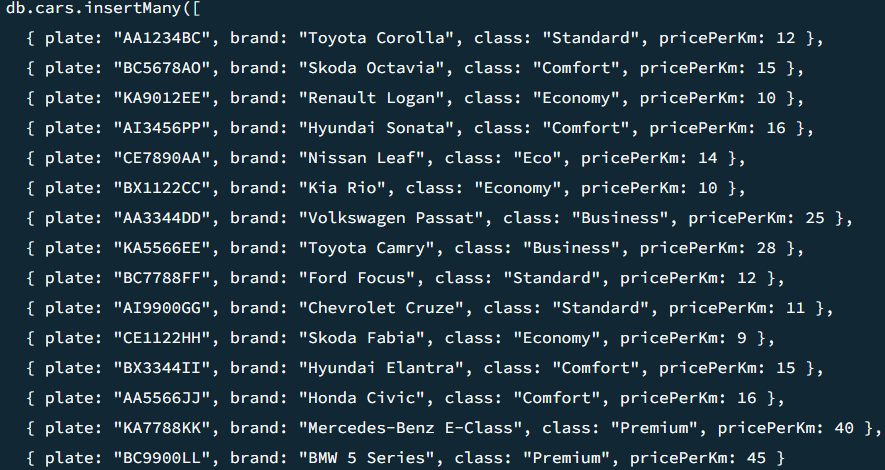 db.cars.insertMany([
{ plate: "AA1234BC", brand: "Toyota Corolla", class: "Standard", pricePerKm: 12 },
{ plate: "BC5678AO", brand: "Skoda Octavia", class: "Comfort", pricePerKm: 15 },
{ plate: "KA9012EE", brand: "Renault Logan", class: "Economy", pricePerKm: 10 },
{ plate: "AI3456PP", brand: "Hyundai Sonata", class: "Comfort", pricePerKm: 16 },
{ plate: "CE7890AA", brand: "Nissan Leaf", class: "Eco", pricePerKm: 14 },
{ plate: "BX1122CC", brand: "Kia Rio", class: "Economy", pricePerKm: 10 },
{ plate: "AA3344DD", brand: "Volkswagen Passat", class: "Business", pricePerKm: 25 },
{ plate: "KA5566EE", brand: "Toyota Camry", class: "Business", pricePerKm: 28 },
{ plate: "BC7788FF", brand: "Ford Focus", class: "Standard", pricePerKm: 12 },
{ plate: "AI9900GG", brand: "Chevrolet Cruze", class: "Standard", pricePerKm: 11 },
{ plate: "CE1122HH", brand: "Skoda Fabia", class: "Economy", pricePerKm: 9 },
{ plate: "BX3344II", brand: "Hyundai Elantra", class: "Comfort", pricePerKm: 15 },
{ plate: "AA5566JJ", brand: "Honda Civic", class: "Comfort", pricePerKm: 16 },
{ plate: "KA7788KK", brand: "Mercedes-Benz E-Class", class: "Premium", pricePerKm: 40 },
{ plate: "BC9900LL", brand: "BMW 5 Series", class: "Premium", pricePerKm: 45 }